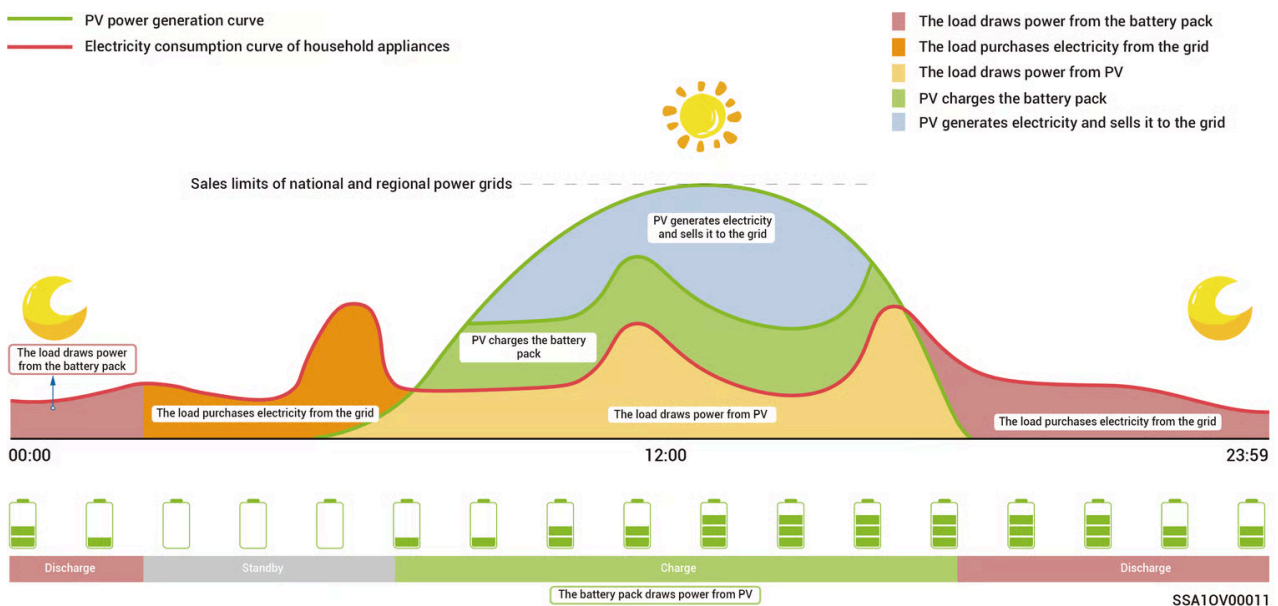 PV power generation curve
Electricity consumption curve of household appliances
The load draws power from the battery pack
The load purchases electricity from the grid
The load draws power from PV
PV charges the battery pack
PV generates electricity and sells it to the grid
Sales limits of national and regional power grids
PV generates electricity
and sells it to the grid
PV charges the battery
pack
The load draws power
from the battery pack
The load purchases electricity from the grid
The load draws power from PV
The load purchases electricity from the grid
00:00
12:00
23:59
Discharge
Standby
Charge
Discharge
The battery pack draws power from PV
SSA1OV00011